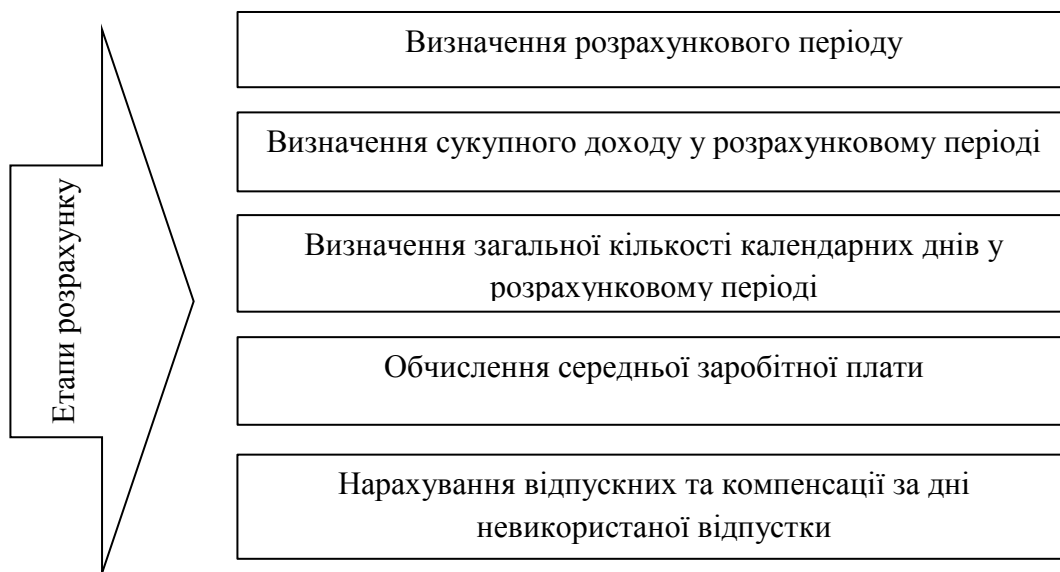 Етапи розрахунку
Визначення розрахункового періоду
Визначення сукупного доходу у розрахунковому періоді
Визначення загальної кількості календарних днів у
розрахунковому періоді
Обчислення середньої заробітної плати
Нарахування відпускних та компенсації за дні
невикористаної відпустки